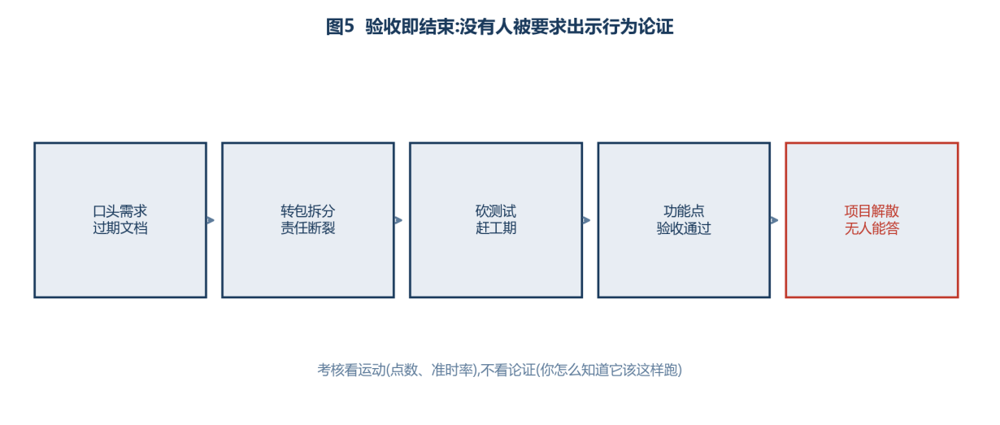 图5 验收即结束:没有人被要求出示行为论证
口头需求
过期文档
转包拆分
责任断裂
砍测试
赶工期
功能点
验收通过
项目解散
无人能答
考核看运动(点数、准时率),不看论证(你怎么知道它该这样跑)